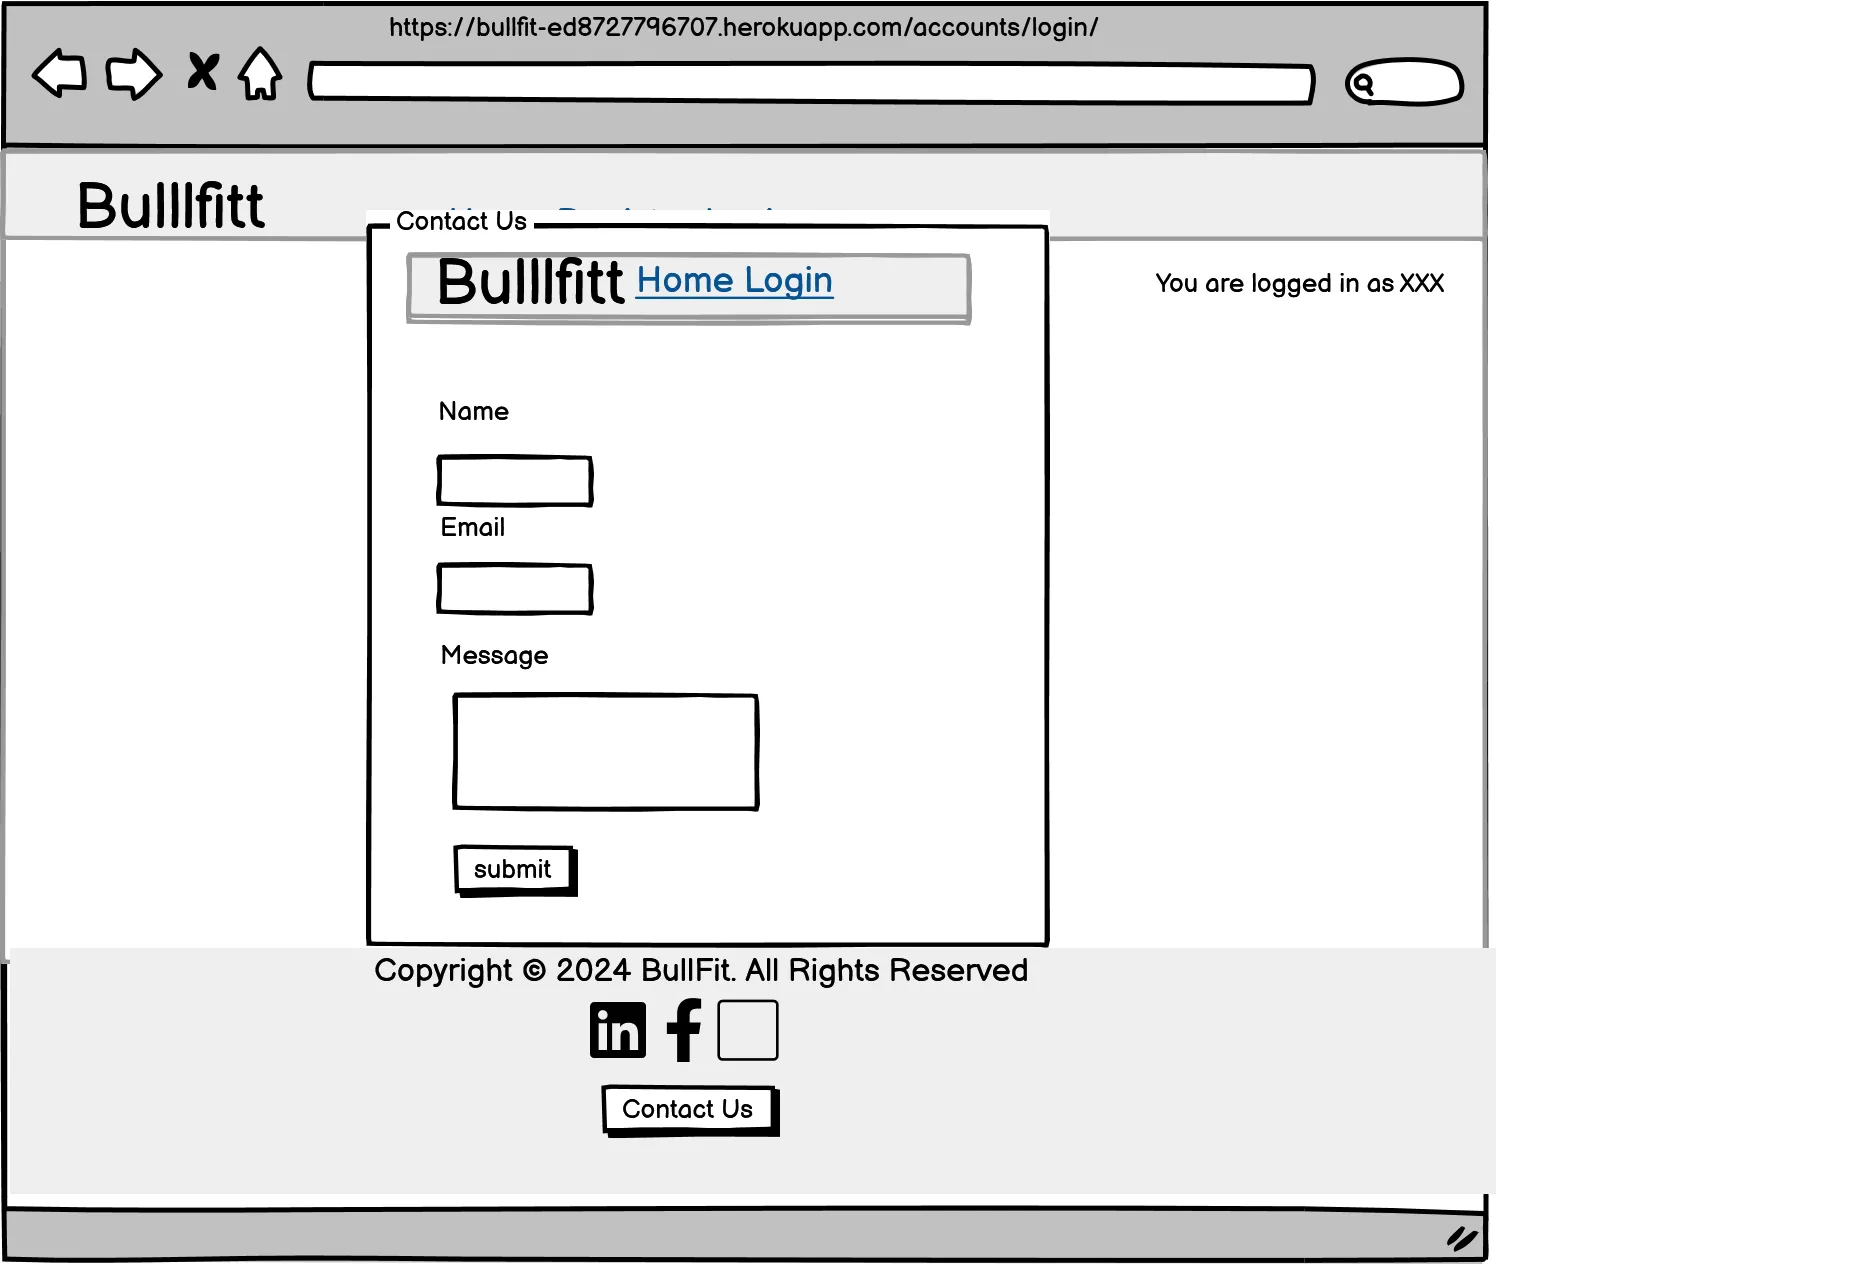 https://bullfit-ed8727796707.herokuapp.com/accounts/login/
Bulllfitt
Contact Us
Bulllfitt Home Login
You are logged in as XXX
Name
Email
Message
submit
Copyright © 2024 BullFit. All Rights Reserved
in f
Contact Us